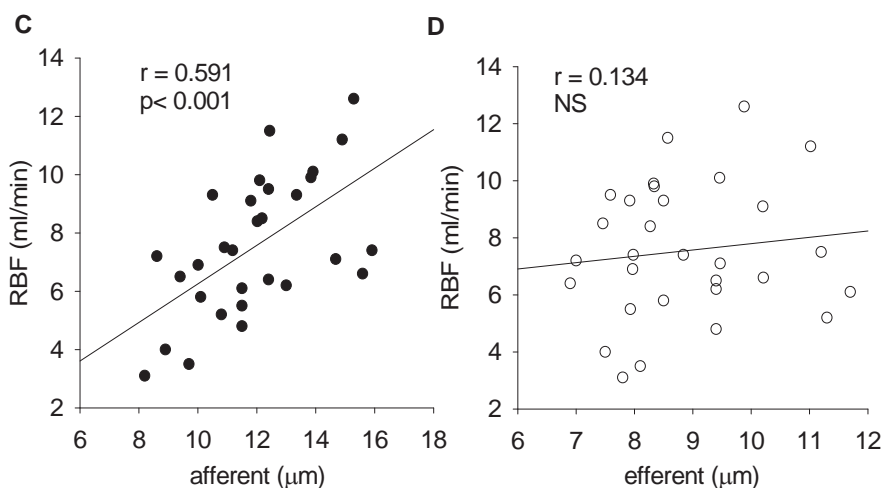 C
r = 0.591
p< 0.001
14
12
10
8
6
4
2
RBF (ml/min)
6 8 10 12 14 16 18
afferent (μm)
D
r = 0.134
NS
14
12
10
8
6
4
2
RBF (ml/min)
6 7 8 9 10 11 12
efferent (μm)